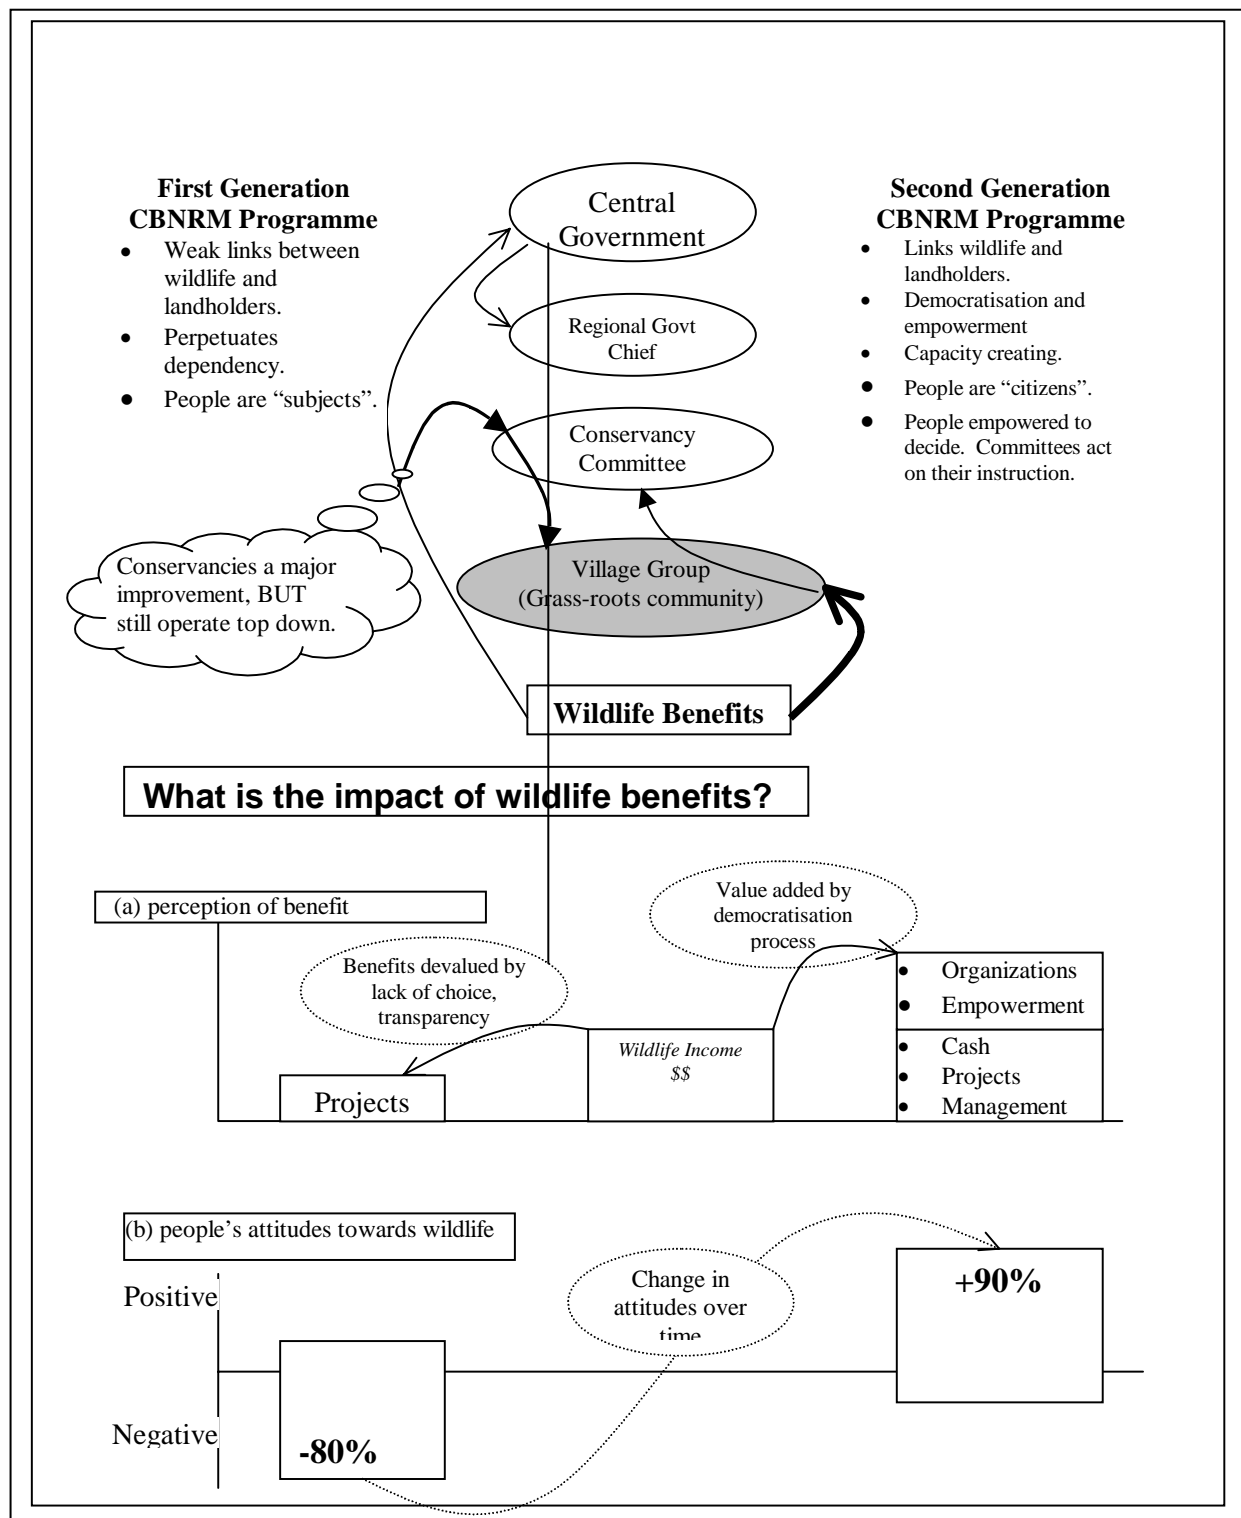 First Generation
CBNRM Programme
• Weak links between
wildlife and
landholders.
• Perpetuates
dependency.
• People are “subjects”.
Central
Government
Regional Govt
Chief
Conservancy
Committee
Village Group
(Grass-roots community)
Wildlife Benefits
Second Generation
CBNRM Programme
• Links wildlife and
landholders.
• Democratisation and
empowerment
• Capacity creating.
• People are “citizens”.
• People empowered to
decide. Committees act
on their instruction.
Conservancies a major
improvement, BUT
still operate top down.
What is the impact of wildlife benefits?
(a) perception of benefit
Benefits devalued by
lack of choice,
transparency
Value added by
democratisation
process
Projects
Wildlife Income
$$
• Organizations
• Empowerment
• Cash
• Projects
• Management
(b) people’s attitudes towards wildlife
Positive
Negative
-80%
Change in
attitudes over
time
+90%